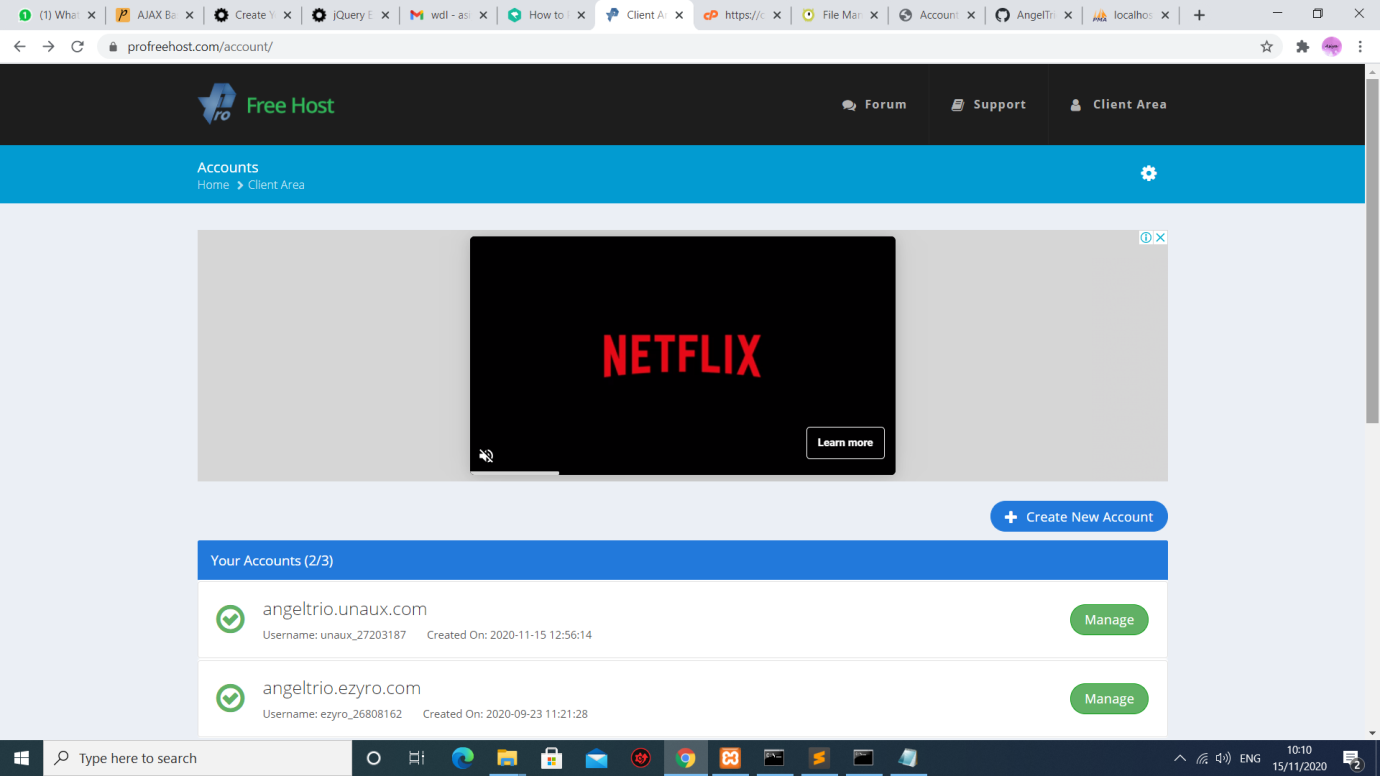 (1) What
AJAX Ba
Create Y
jQuery E
wdl - as
How to
Client Ar
https://c
File Mar
Account
AngelTri
localhos
profreehost.com/account/
Free Host
Forum
Support
Client Area
Accounts
Home Client Area
NETFLIX
Learn more
Create New Account
Your Accounts (2/3)
angeltrio.unaux.com
Username: unaux_27203187 Created On: 2020-11-15 12:56:14
Manage
angeltrio.ezyro.com
Username: ezyro_26808162 Created On: 2020-09-23 11:21:28
Manage
Type here to search
ENG
10:10
15/11/2020
2